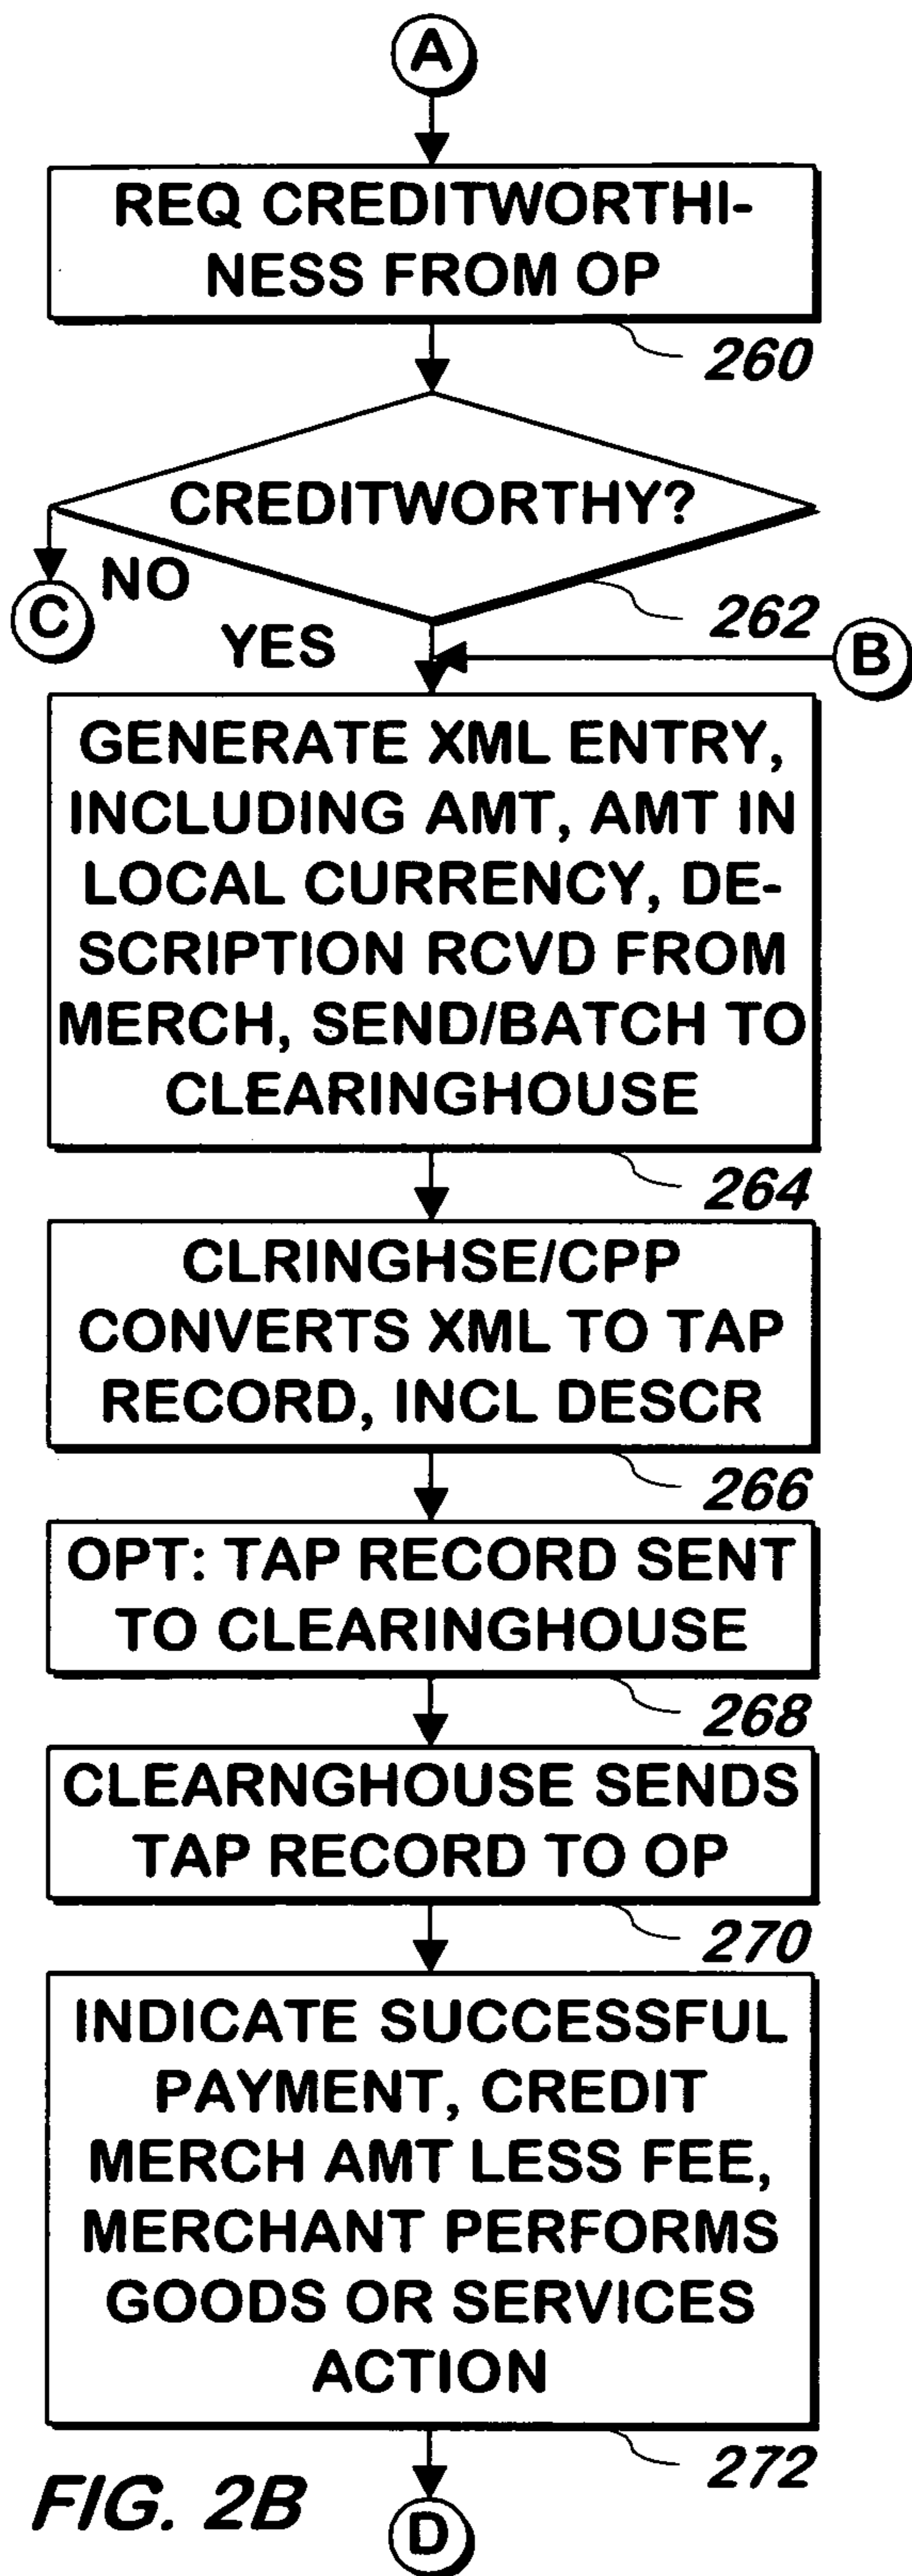 A
REQ CREDITWORTHI-
NESS FROM OP
260
CREDITWORTHY?
NO
C
262
YES
B
GENERATE XML ENTRY,
INCLUDING AMT, AMT IN
LOCAL CURRENCY, DE-
SCRIPTION RCVD FROM
MERCH, SEND/BATCH TO
CLEARINGHOUSE
264
CLRINGHSE/CPP
CONVERTS XML TO TAP
RECORD, INCL DESCR
266
OPT: TAP RECORD SENT
TO CLEARINGHOUSE
268
CLEARNGHOUSE SENDS
TAP RECORD TO OP
270
INDICATE SUCCESSFUL
PAYMENT, CREDIT
MERCH AMT LESS FEE,
MERCHANT PERFORMS
GOODS OR SERVICES
ACTION
272
FIG. 2B
D